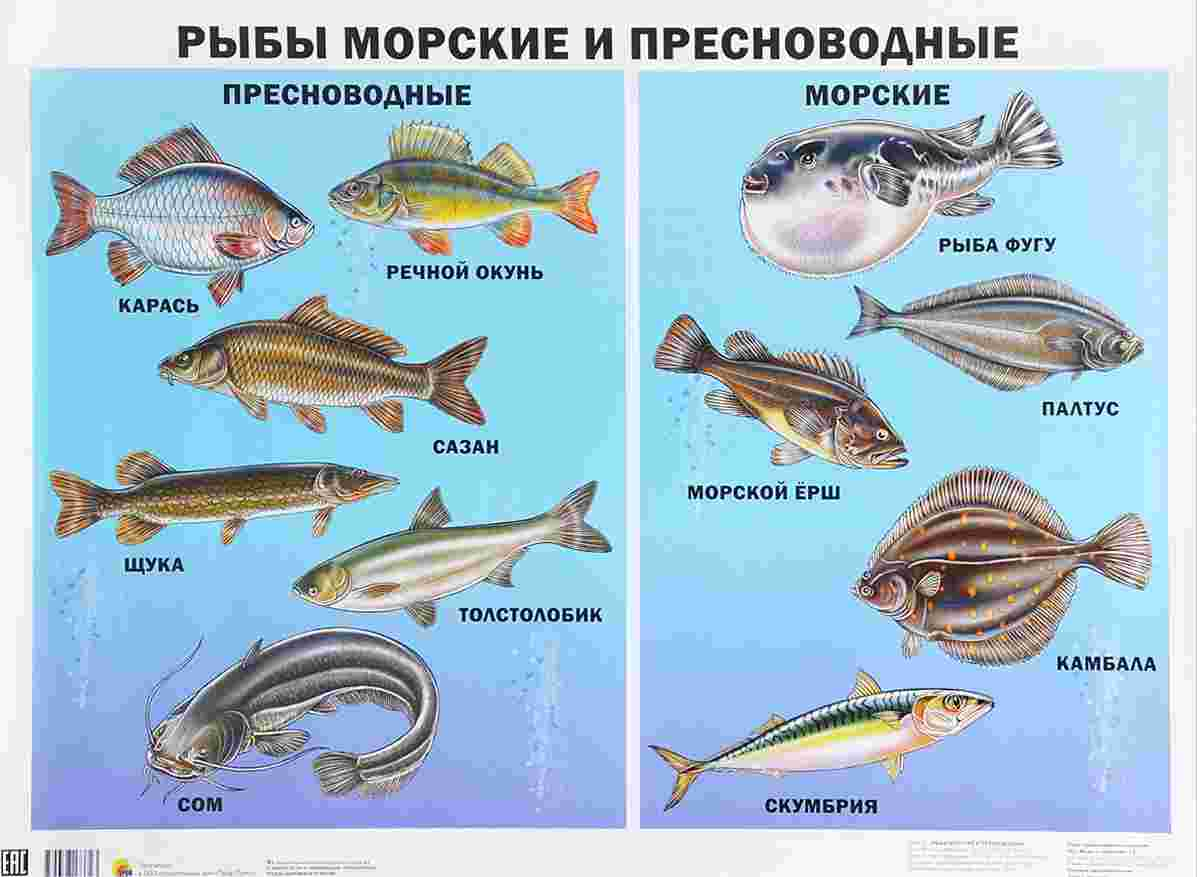 РЫБЫ МОРСКИЕ И ПРЕСНОВОДНЫЕ
ПРЕСНОВОДНЫЕ
КАРАСЬ
РЕЧНОЙ ОКУНЬ
САЗАН
ЩУКА
ТОЛСТОЛОБИК
СОМ
МОРСКИЕ
РЫБА ФУГУ
ПАЛТУС
МОРСКОЙ ЁРШ
КАМБАЛА
СКУМБРИЯ
EAC